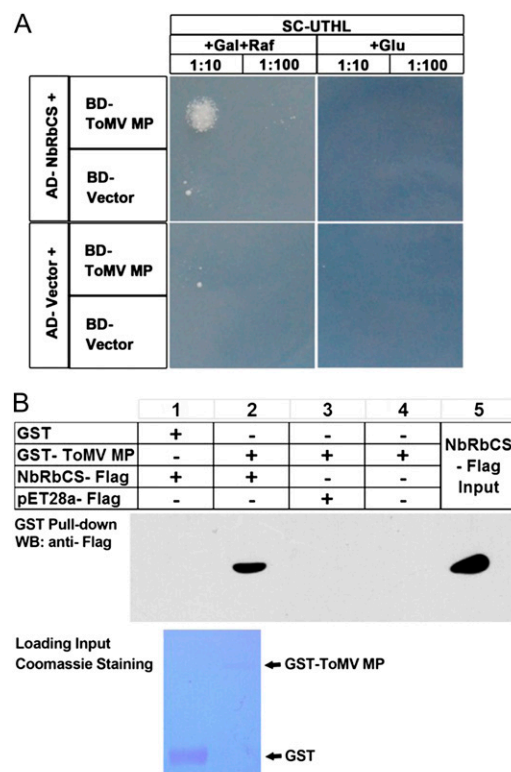 A
SC-UTHL
+Gal+Raf +Glu
1:10 1:100 1:10 1:100
AD- NbRbCS +
BD-
ToMV MP
BD-
Vector
AD- Vector +
BD-
ToMV MP
BD-
Vector
B
1 2 3 4 5
GST + - - -
GST- ToMV MP - + + +
NbRbCS- Flag + + - -
pET28a- Flag - - + -
NbRbCS
- Flag
Input
GST Pull-down
WB: anti- Flag
Loading Input
Coomassie Staining
GST-ToMV MP
GST